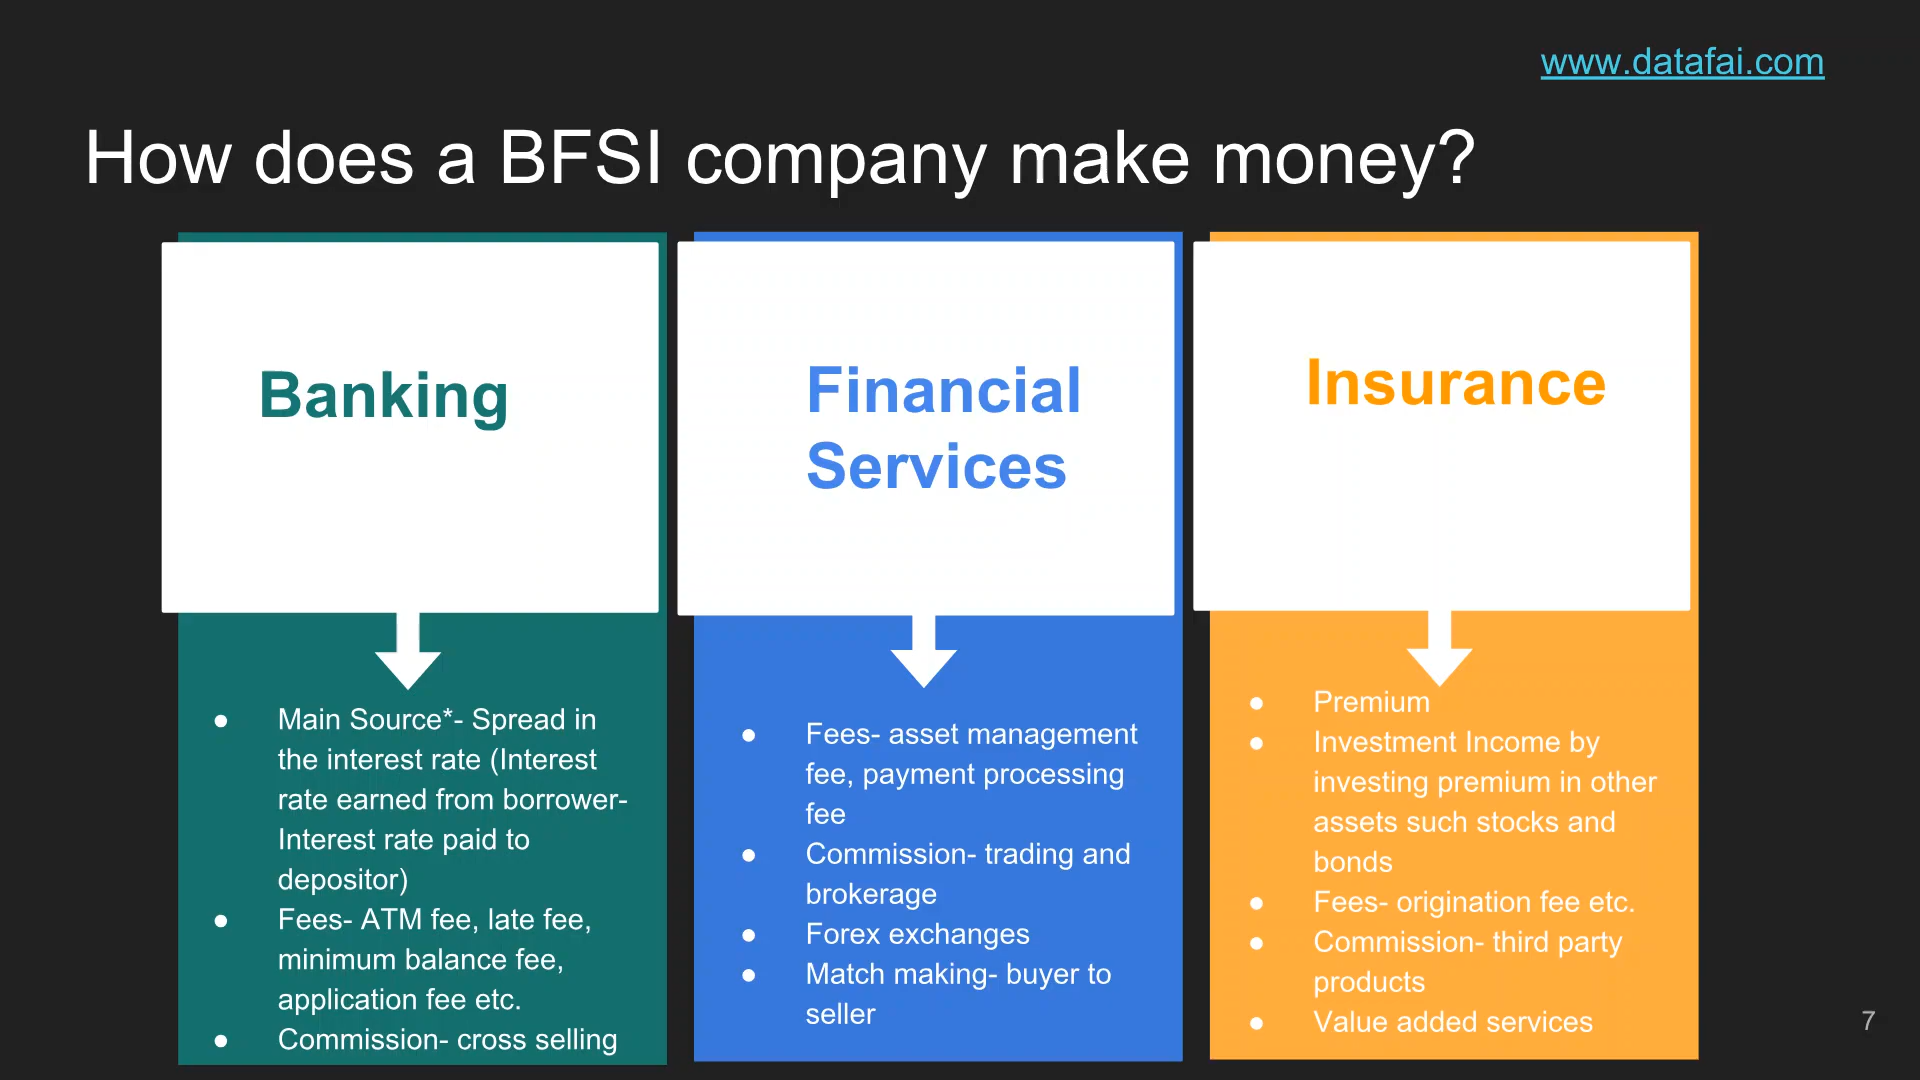 www.datafai.com
How does a BFSI company make money?
Banking
● Main Source*- Spread in
the interest rate (Interest
rate earned from borrower-
Interest rate paid to
depositor)
● Fees- ATM fee, late fee,
minimum balance fee,
application fee etc.
● Commission- cross selling
Financial
Services
● Fees- asset management
fee, payment processing
fee
● Commission- trading and
brokerage
● Forex exchanges
● Match making- buyer to
seller
Insurance
● Premium
● Investment Income by
investing premium in other
assets such stocks and
bonds
● Fees- origination fee etc.
● Commission- third party
products
● Value added services
7